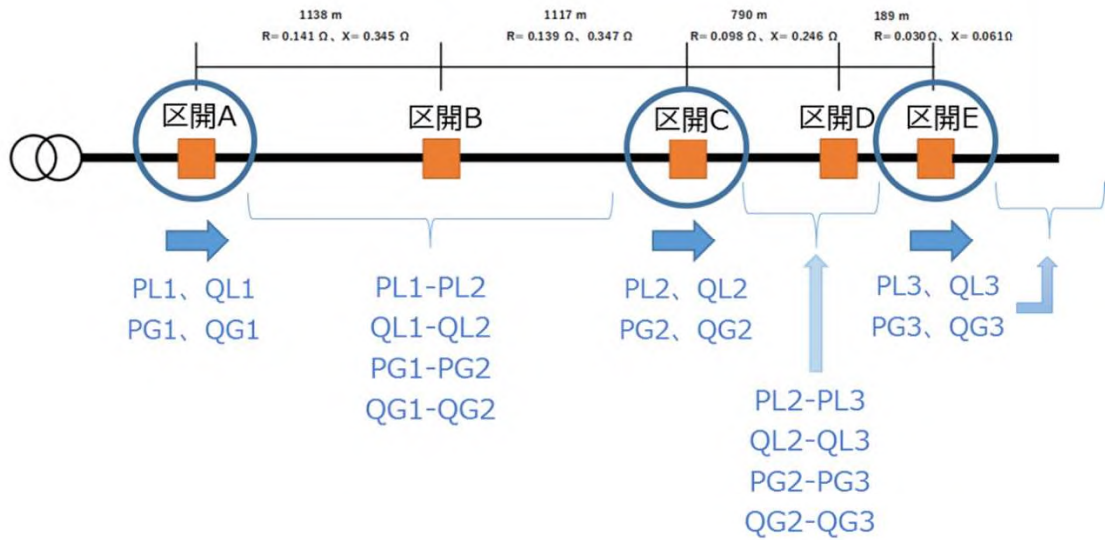 1138 m
R= 0.141 Ω、X= 0.345 Ω
1117 m
R= 0.139 Ω、0.347 Ω
790 m
R= 0.098 Ω、X= 0.246 Ω
189 m
R= 0.030 Ω、X= 0.061Ω
区開A
区開B
区開C
区開D
区開E
PL1、QL1
PG1、QG1
PL1-PL2
QL1-QL2
PG1-PG2
QG1-QG2
PL2、QL2
PG2、QG2
PL2-PL3
QL2-QL3
PG2-PG3
QG2-QG3
PL3、QL3
PG3、QG3